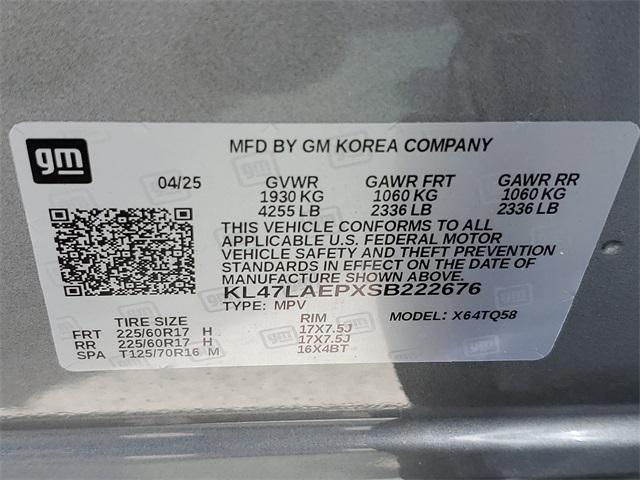 gm
MFD BY GM KOREA COMPANY
04/25 GVWR GAWR FRT GAWR RR
1930 KG 1060 KG 1060 KG
4255 LB 2336 LB 2336 LB
THIS VEHICLE CONFORMS TO ALL
APPLICABLE U.S. FEDERAL MOTOR
VEHICLE SAFETY AND THEFT PREVENTION
STANDARDS IN EFFECT ON THE DATE OF
MANUFACTURE SHOWN ABOVE.
KL47LAEPXSB222676
TYPE: MPV MODEL: X64TQ58
TIRE SIZE RIM
FRT 225/60R17 H 17X7.5J
RR 225/60R17 H 17X7.5J
SPA T125/70R16 M 16X4BT